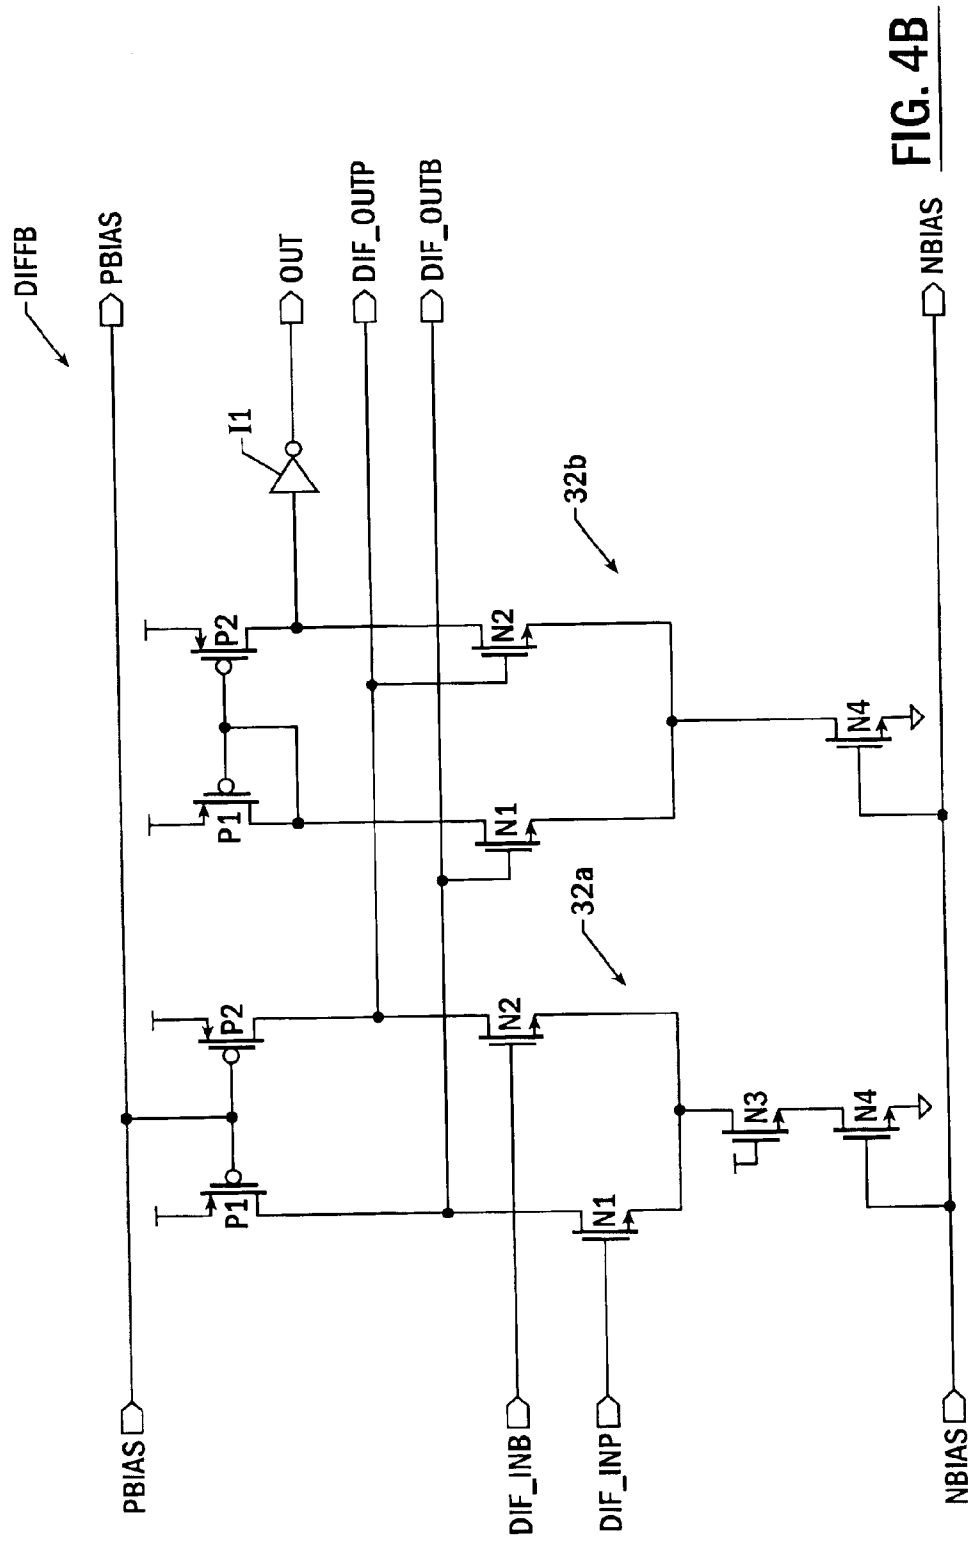 DIFFB
PBIAS
PBIAS
I1
OUT
DIF_OUTP
DIF_OUTB
P1
P2
P1
P2
N1
N2
N1
N2
32a
32b
N3
N4
N4
DIF_INB
DIF_INP
NBIAS
NBIAS
FIG. 4B